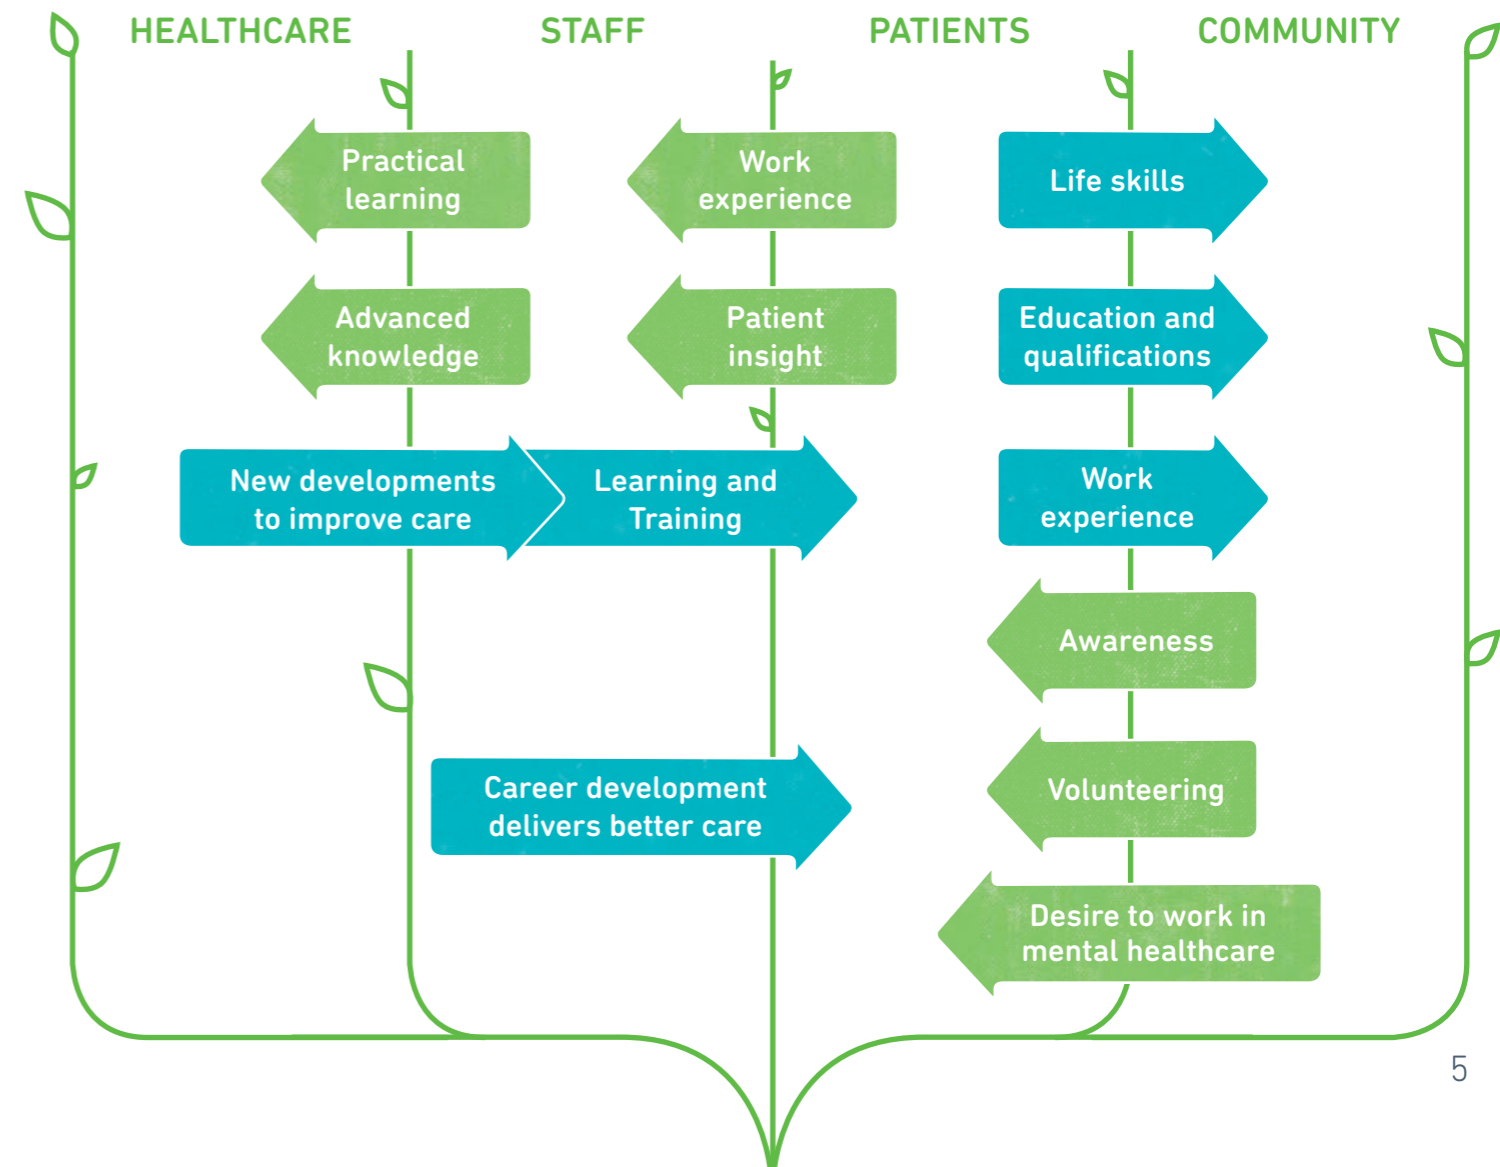 HEALTHCARE
STAFF
PATIENTS
COMMUNITY
Practical
learning
Work
experience
Life skills
Advanced
knowledge
Patient
insight
Education and
qualifications
New developments
to improve care
Learning and
Training
Work
experience
Awareness
Career development
delivers better care
Volunteering
Desire to work in
mental healthcare
5